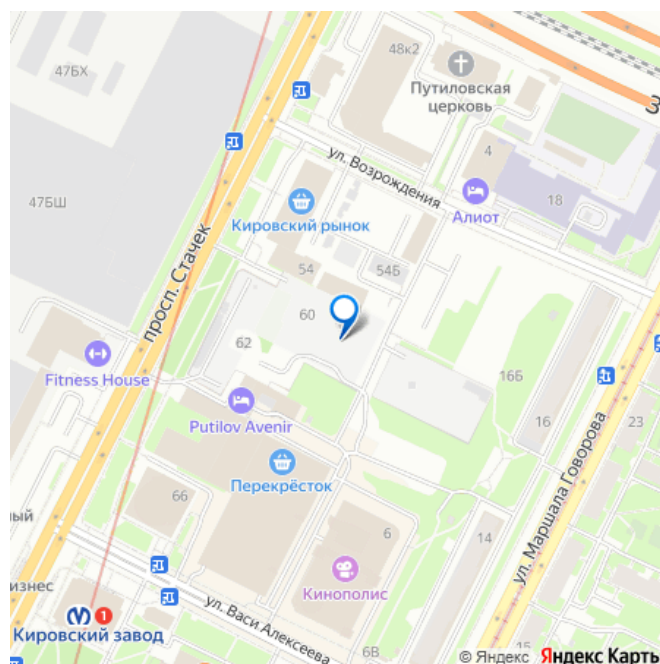 48к2
47БХ
Путиловская
церковь
З
ул. Возрождения
4
18
47БШ
Алиот
Кировский рынок
просп. Стачек
54
54Б
60
62
Fitness House
16Б
Putilov Avenir
16
23
ул. Маршала Говорова
Перекрёсток
66
6
14
ный
Кинополис
изнес
ул. Васи Алексеева
1
Кировский завод
6В
15
© Яндекс Яндекс Карты